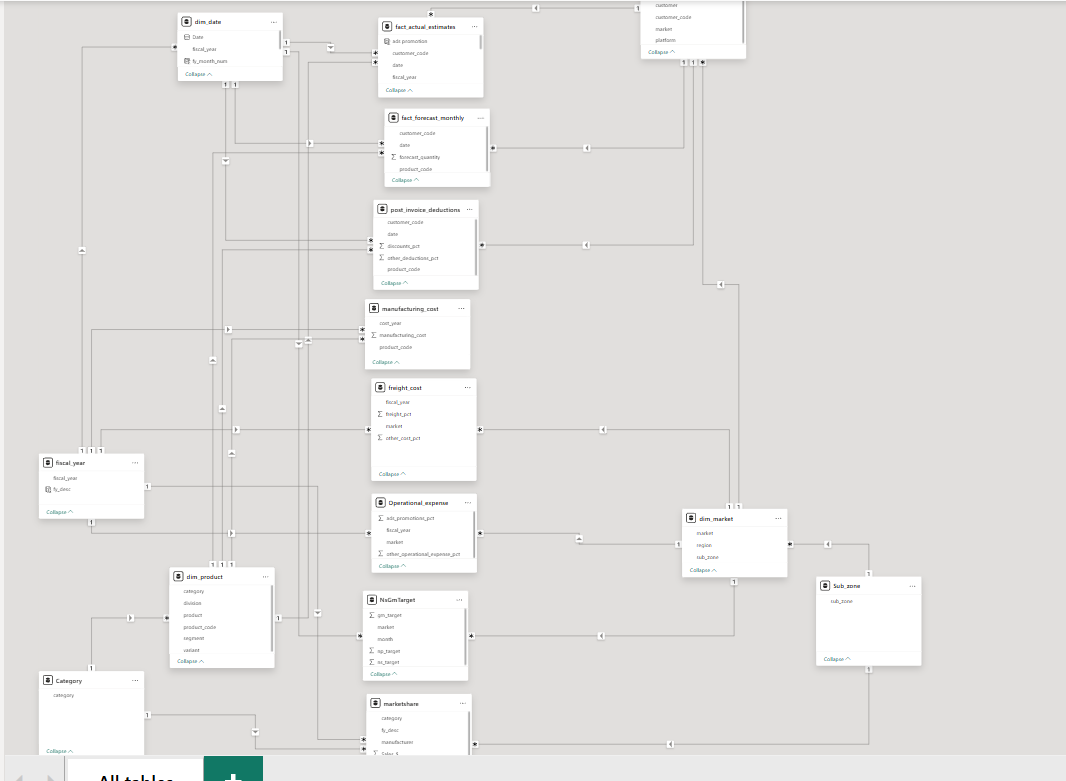 dim_date
Date
fiscal_year
fy_month_num
Collapse
fact_actual_estimates
ads promotion
customer_code
date
fiscal_year
Collapse
customer
customer_code
market
platform
Collapse
fact_forecast_monthly
customer_code
date
forecast_quantity
product_code
Collapse
post_invoice_deductions
customer_code
date
discounts_pct
other_deductions_pct
product_code
Collapse
manufacturing_cost
cost_year
manufacturing_cost
product_code
Collapse
freight_cost
fiscal_year
freight_pct
market
other_cost_pct
Collapse
fiscal_year
fiscal_year
fy_desc
Collapse
Operational_expense
ads_promotions_pct
fiscal_year
market
other_operational_expense_pct
Collapse
dim_market
market
region
sub_zone
Collapse
dim_product
category
division
product
product_code
segment
variant
Collapse
Sub_zone
sub_zone
Collapse
NsGmTarget
gm_target
market
month
np_target
ns_target
Collapse
Category
category
Collapse
marketshare
category
fy_desc
manufacturer
All tables